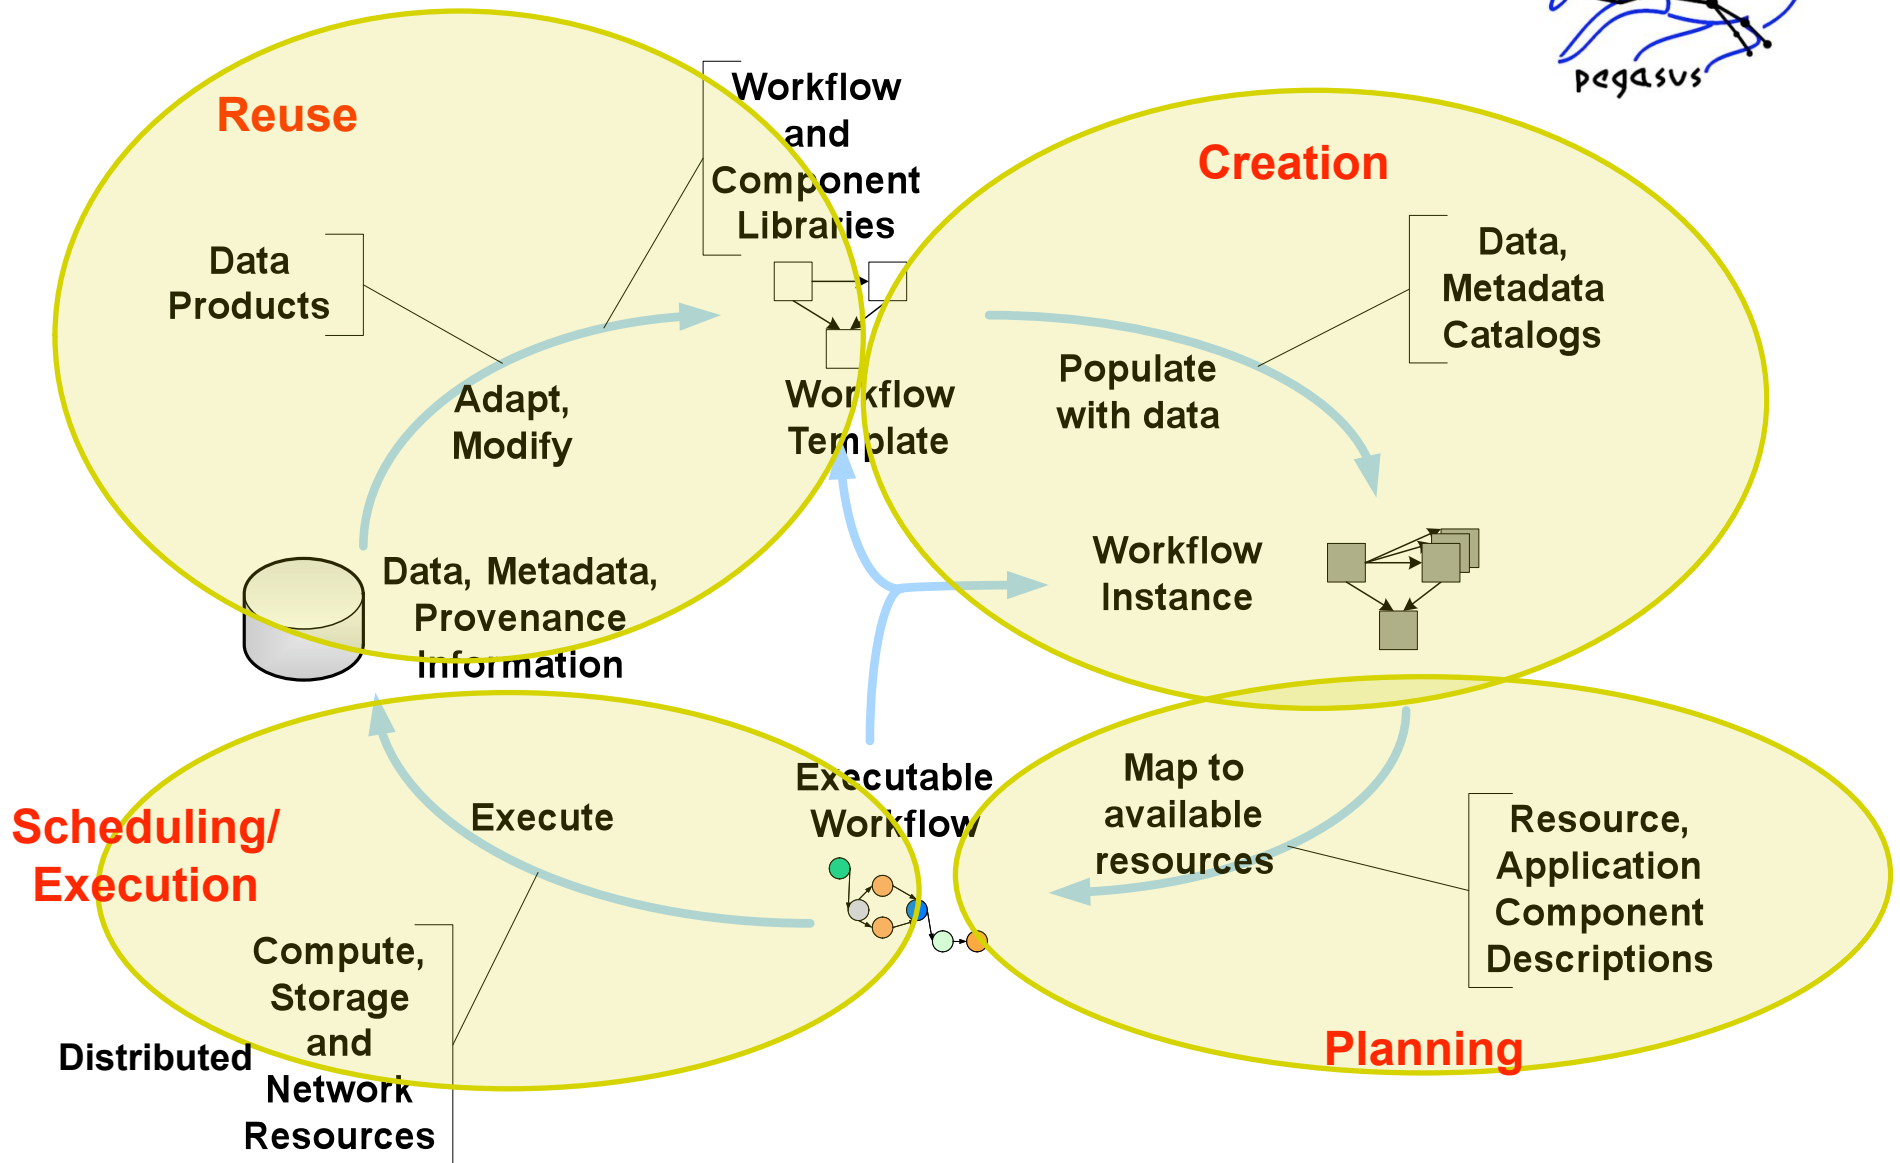 pegasus
Reuse
Workflow
and
Component
Libraries
Creation
Data
Products
Data,
Metadata
Catalogs
Adapt,
Modify
Workflow
Template
Populate
with data
Data, Metadata,
Provenance
Information
Workflow
Instance
Scheduling/
Execution
Execute
Executable
Workflow
Map to
available
resources
Resource,
Application
Component
Descriptions
Distributed
Compute,
Storage
and
Network
Resources
Planning